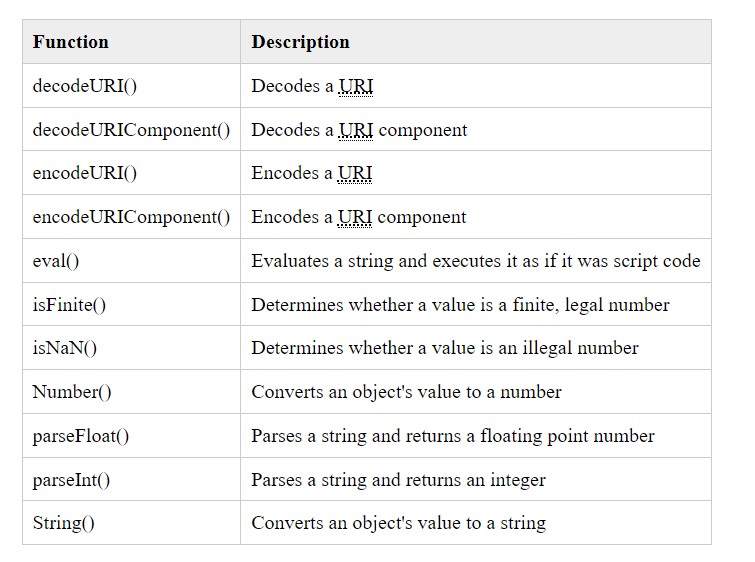 Function Description
decodeURI() Decodes a URI
decodeURIComponent() Decodes a URI component
encodeURI() Encodes a URI
encodeURIComponent() Encodes a URI component
eval() Evaluates a string and executes it as if it was script code
isFinite() Determines whether a value is a finite, legal number
isNaN() Determines whether a value is an illegal number
Number() Converts an object's value to a number
parseFloat() Parses a string and returns a floating point number
parseInt() Parses a string and returns an integer
String() Converts an object's value to a string